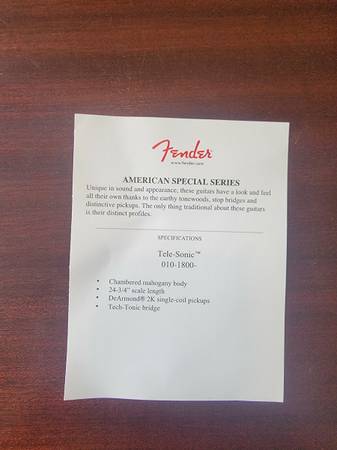 Fender®
www.fender.com
AMERICAN SPECIAL SERIES
Unique in sound and appearance, these guitars have a look and feel
all their own thanks to the earthy tonewoods, stop bridges and
distinctive pickups. The only thing traditional about these guitars
is their distinct profiles.
SPECIFICATIONS
Tele-Sonic™
010-1800-
• Chambered mahogany body
• 24-3/4" scale length
• DeArmond® 2K single-coil pickups
• Tech-Tonic bridge